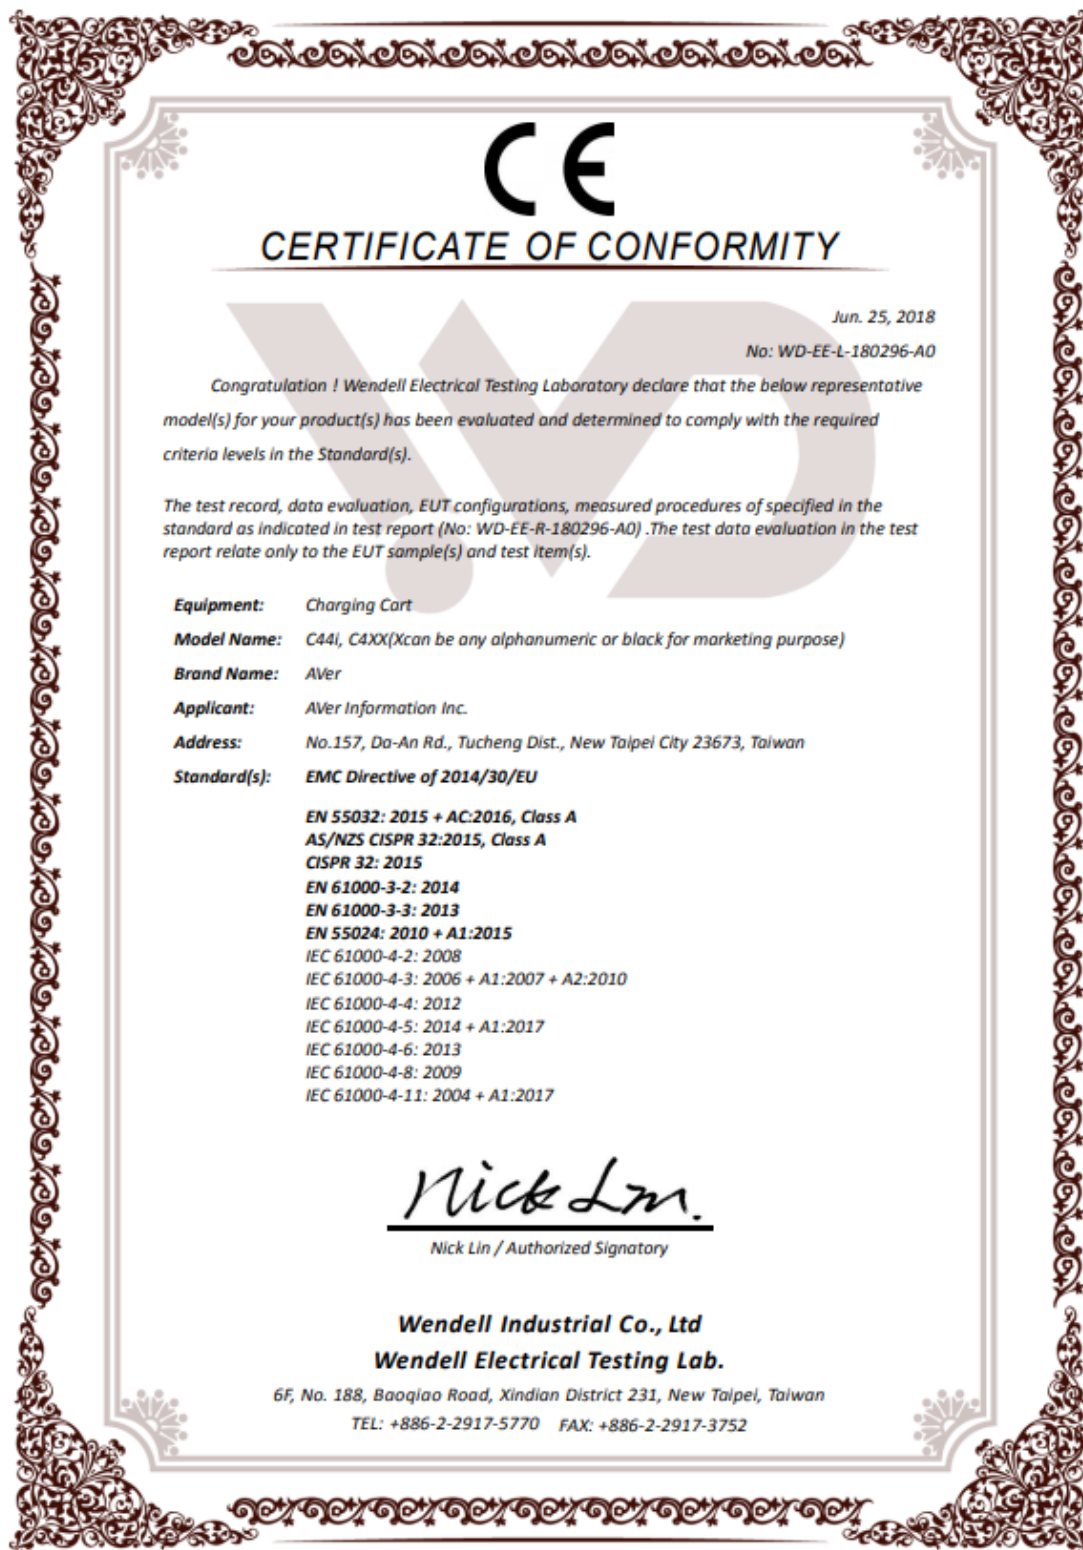 CE
CERTIFICATE OF CONFORMITY
Jun. 25, 2018
No: WD-EE-L-180296-A0
Congratulation ! Wendell Electrical Testing Laboratory declare that the below representative
model(s) for your product(s) has been evaluated and determined to comply with the required
criteria levels in the Standard(s).
The test record, data evaluation, EUT configurations, measured procedures of specified in the
standard as indicated in test report (No: WD-EE-R-180296-A0) .The test data evaluation in the test
report relate only to the EUT sample(s) and test item(s).
Equipment: Charging Cart
Model Name: C44i, C4XX(Xcan be any alphanumeric or black for marketing purpose)
Brand Name: AVer
Applicant: AVer Information Inc.
Address: No.157, Da-An Rd., Tucheng Dist., New Taipei City 23673, Taiwan
Standard(s): EMC Directive of 2014/30/EU
EN 55032: 2015 + AC:2016, Class A
AS/NZS CISPR 32:2015, Class A
CISPR 32: 2015
EN 61000-3-2: 2014
EN 61000-3-3: 2013
EN 55024: 2010 + A1:2015
IEC 61000-4-2: 2008
IEC 61000-4-3: 2006 + A1:2007 + A2:2010
IEC 61000-4-4: 2012
IEC 61000-4-5: 2014 + A1:2017
IEC 61000-4-6: 2013
IEC 61000-4-8: 2009
IEC 61000-4-11: 2004 + A1:2017
Nick Lin.
Nick Lin / Authorized Signatory
Wendell Industrial Co., Ltd
Wendell Electrical Testing Lab.
6F, No. 188, Baoqiao Road, Xindian District 231, New Taipei, Taiwan
TEL: +886-2-2917-5770 FAX: +886-2-2917-3752